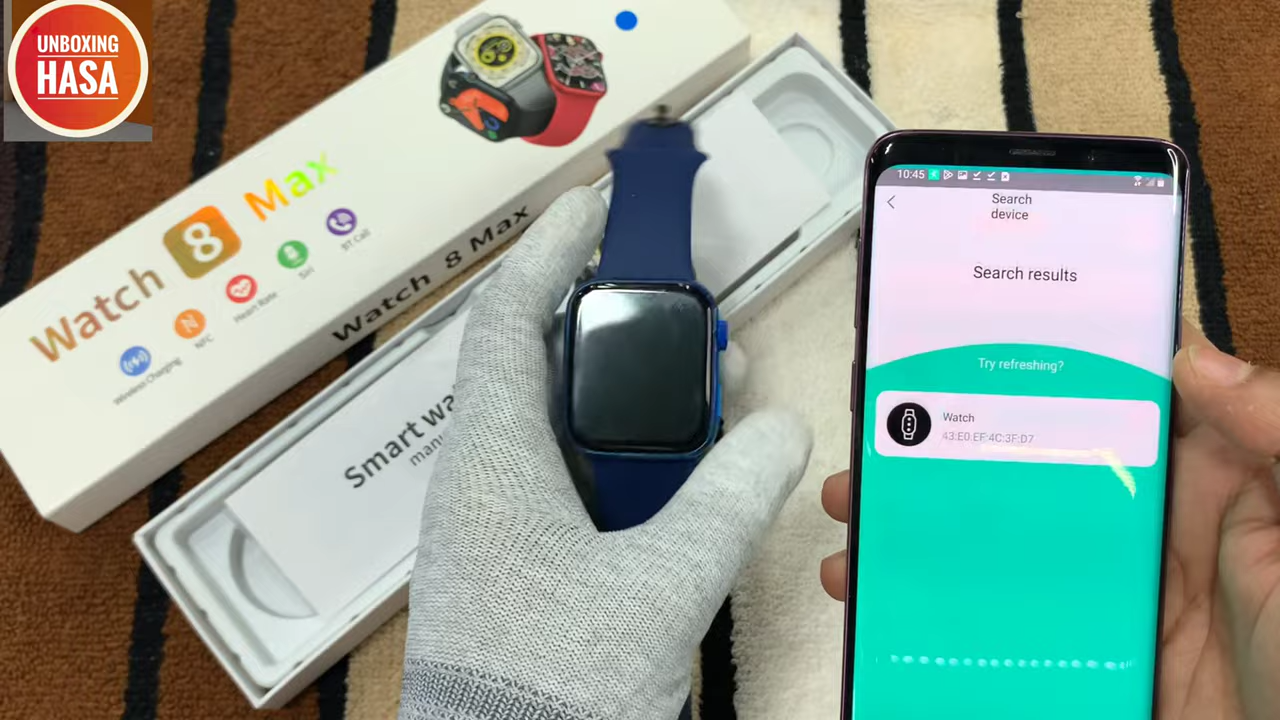 UNBOXING
HASA
Watch 8 Max
Wireless Charging
NFC
Heart Rate
Siri
BT Call
Watch 8 Max
Smart Wa
man
10:45
Search
device
Search results
Try refreshing?
Watch
43:E0:EF:4C:3F:D7